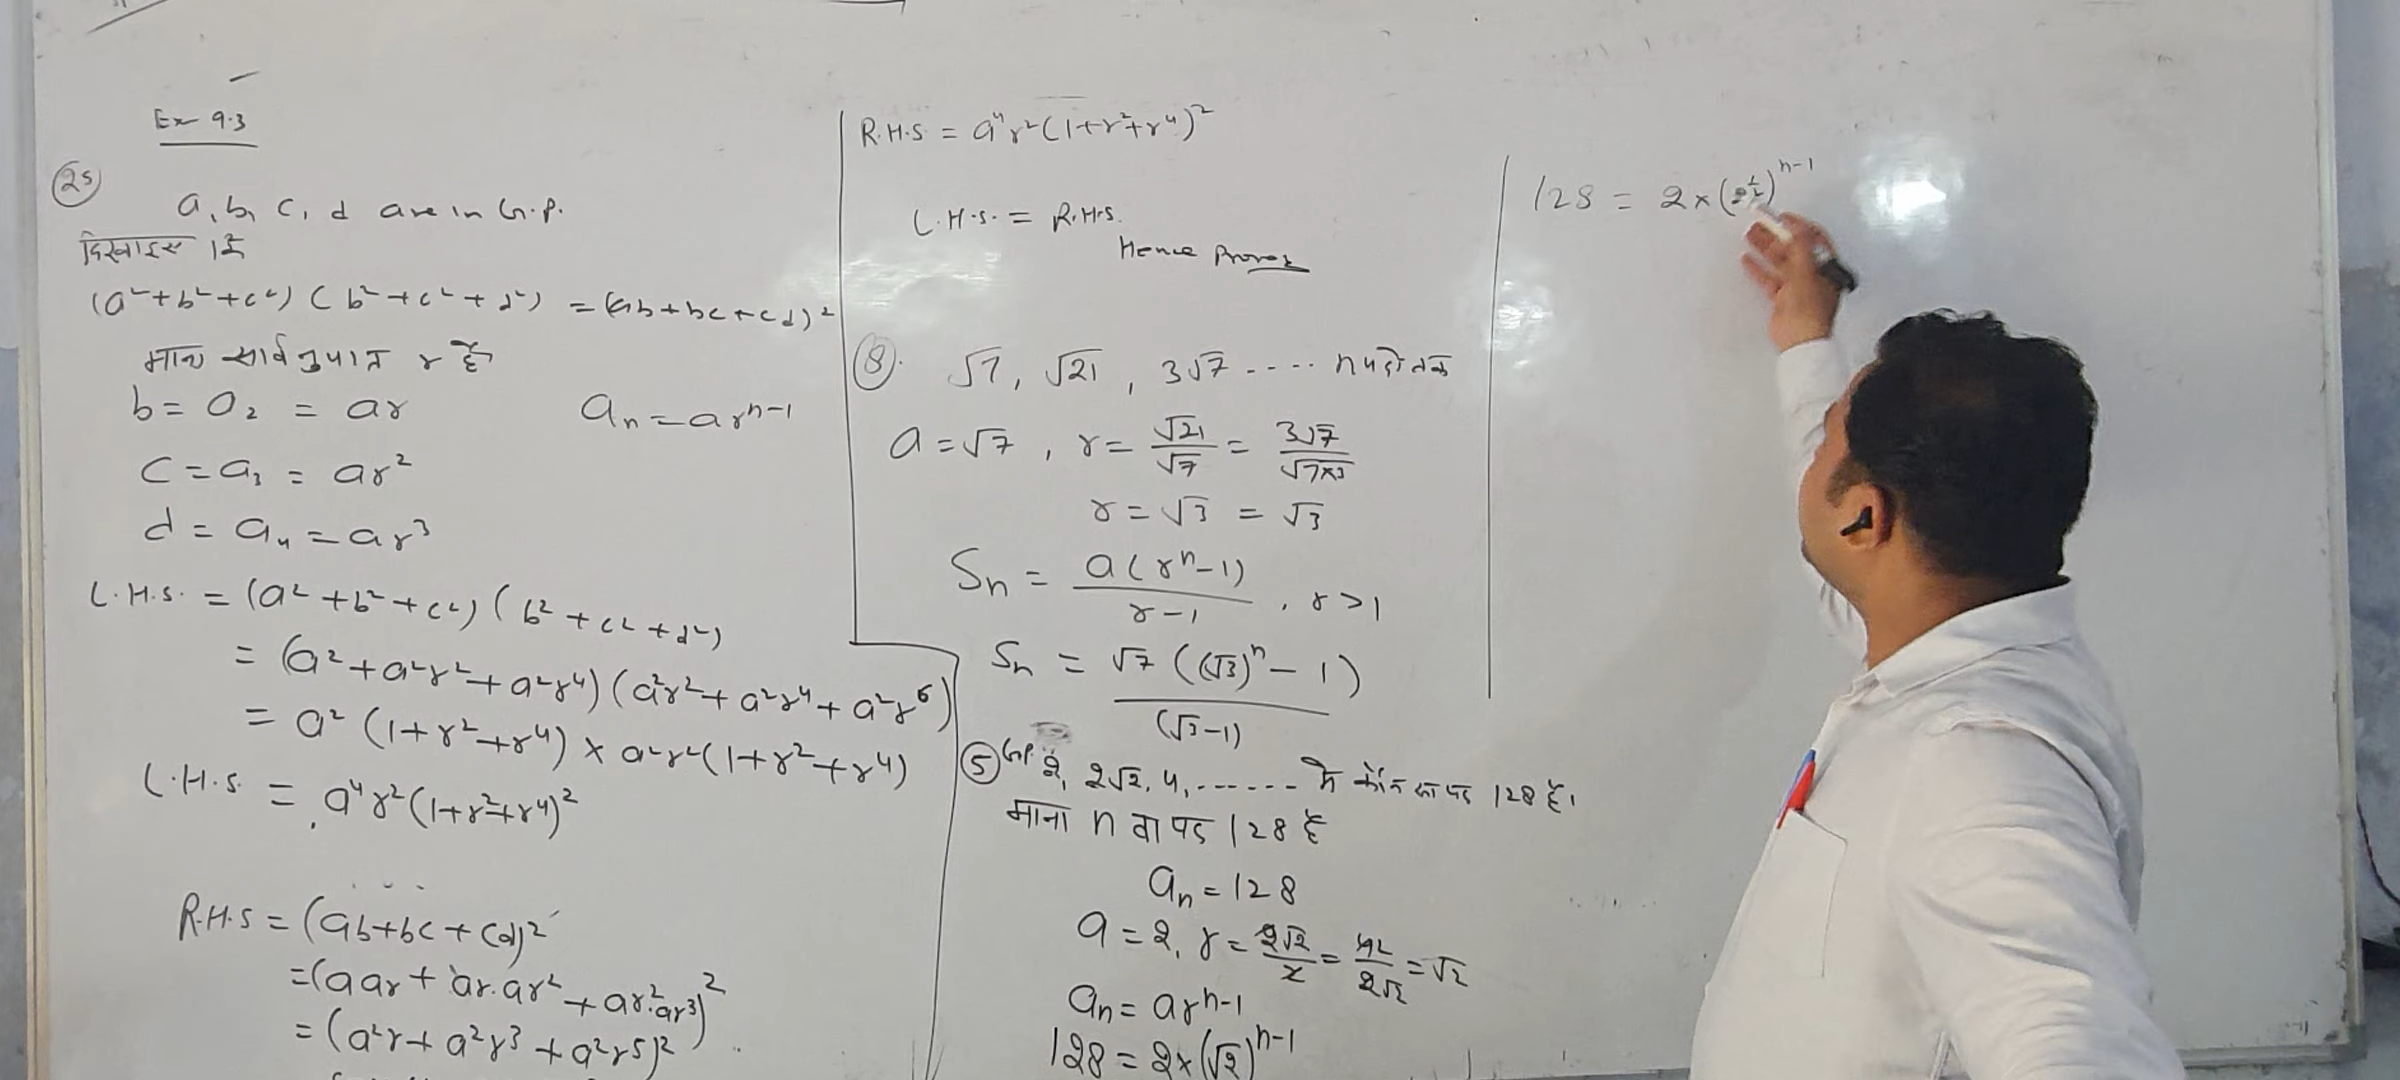 Ex 9.3
(25)
a, b, c, d are in G.P.
दिखाइए कि
(a²+b²+c²) (b²+c²+d²) = (ab+bc+cd)²
माना सार्वनुपात r है
b = a₂ = ar
aₙ = arⁿ⁻¹
c = a₃ = ar²
d = a₄ = ar³
L.H.S. = (a²+b²+c²) (b²+c²+d²)
= (a²+a²r²+a²r⁴) (a²r²+a²r⁴+a²r⁶)
= a² (1+r²+r⁴) × a²r²(1+r²+r⁴)
L.H.S. = a⁴r²(1+r²+r⁴)²
R.H.S = (ab+bc+cd)²
= (aar + ar.ar² + ar².ar³)²
= (a²r + a²r³ + a²r⁵)²
R.H.S = a⁴r²(1+r²+r⁴)²
L.H.S. = R.H.S.
Hence Proved
(8). √7, √21, 3√7 .... n पदो तक
a = √7, r = √21/√7 = 3√7/√7×3
r = √3 = √3
Sn = a(rⁿ-1)/r-1, r>1
Sn = √7 ((√3)ⁿ - 1)/(√3-1)
(5) G.P. 2, 2√2, 4, ...... में कौन सा पद 128 है।
माना n वा पद 128 है
aₙ = 128
a = 2, r = 2√2/2 = 4/2√2 = √2
aₙ = arⁿ⁻¹
128 = 2×(√2)ⁿ⁻¹
128 = 2×(2^½)ⁿ⁻¹